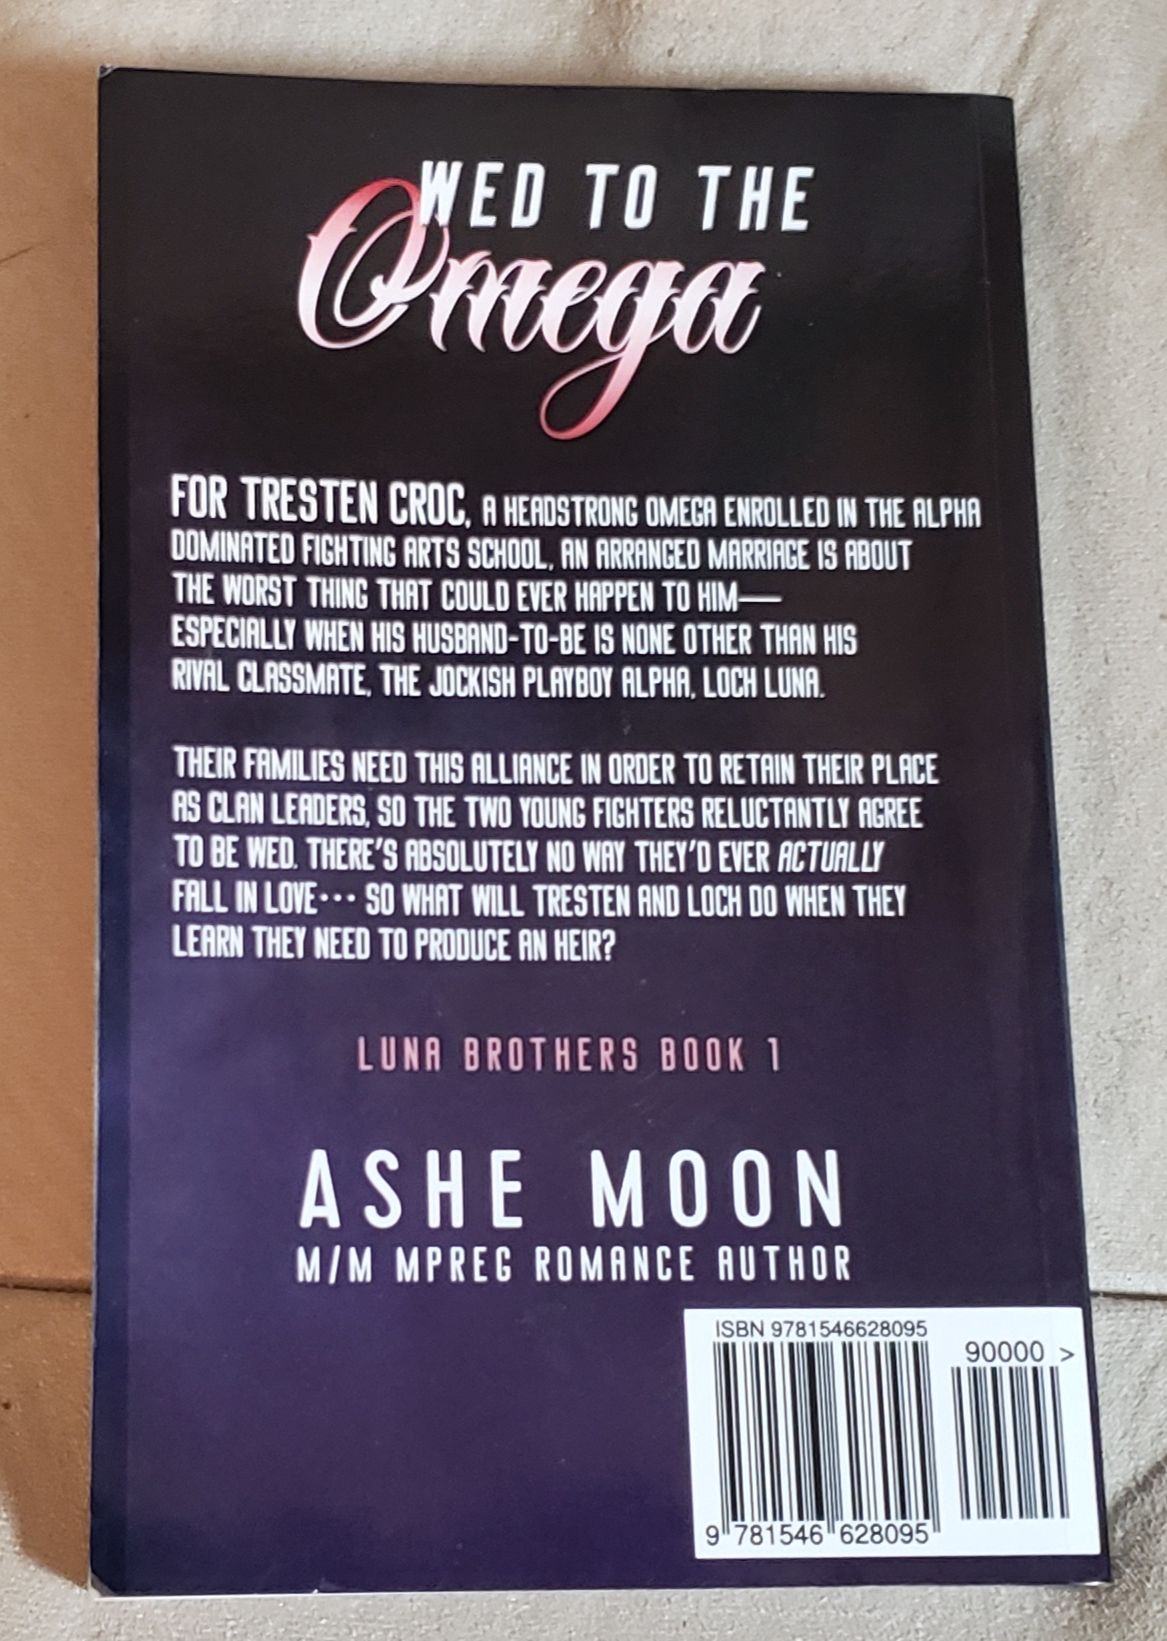 WED TO THE
Omega
FOR TRESTEN CROC, A HEADSTRONG OMEGA ENROLLED IN THE ALPHA
DOMINATED FIGHTING ARTS SCHOOL, AN ARRANGED MARRIAGE IS ABOUT
THE WORST THING THAT COULD EVER HAPPEN TO HIM—
ESPECIALLY WHEN HIS HUSBAND-TO-BE IS NONE OTHER THAN HIS
RIVAL CLASSMATE, THE JOCKISH PLAYBOY ALPHA, LOCH LUNA.
THEIR FAMILIES NEED THIS ALLIANCE IN ORDER TO RETAIN THEIR PLACE
AS CLAN LEADERS, SO THE TWO YOUNG FIGHTERS RELUCTANTLY AGREE
TO BE WED. THERE'S ABSOLUTELY NO WAY THEY'D EVER ACTUALLY
FALL IN LOVE··· SO WHAT WILL TRESTEN AND LOCH DO WHEN THEY
LEARN THEY NEED TO PRODUCE AN HEIR?
LUNA BROTHERS BOOK 1
ASHE MOON
M/M MPREG ROMANCE AUTHOR
ISBN 9781546628095
90000 >
9 781546 628095